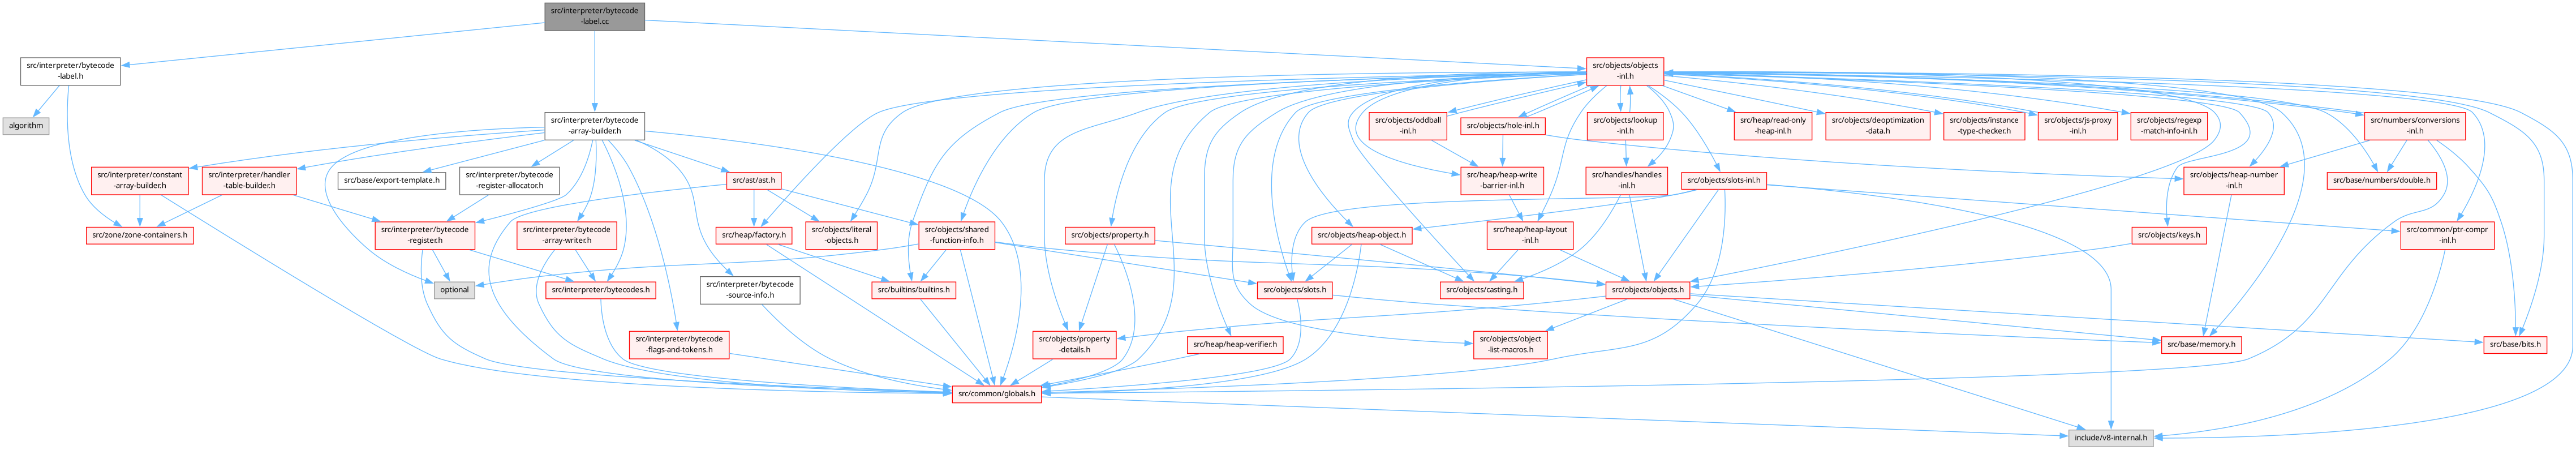 src/interpreter/bytecode
-label.cc
src/interpreter/bytecode
-label.h
src/objects/objects
-inl.h
algorithm
src/interpreter/bytecode
-array-builder.h
src/objects/oddball
-inl.h
src/objects/hole-inl.h
src/objects/lookup
-inl.h
src/heap/read-only
-heap-inl.h
src/objects/deoptimization
-data.h
src/objects/instance
-type-checker.h
src/objects/js-proxy
-inl.h
src/objects/regexp
-match-info-inl.h
src/numbers/conversions
-inl.h
src/interpreter/constant
-array-builder.h
src/interpreter/handler
-table-builder.h
src/base/export-template.h
src/interpreter/bytecode
-register-allocator.h
src/ast/ast.h
src/heap/heap-write
-barrier-inl.h
src/handles/handles
-inl.h
src/objects/slots-inl.h
src/objects/heap-number
-inl.h
src/base/numbers/double.h
src/zone/zone-containers.h
src/interpreter/bytecode
-register.h
src/interpreter/bytecode
-array-writer.h
src/heap/factory.h
src/objects/literal
-objects.h
src/objects/shared
-function-info.h
src/objects/property.h
src/objects/heap-object.h
src/heap/heap-layout
-inl.h
src/objects/keys.h
src/common/ptr-compr
-inl.h
optional
src/interpreter/bytecodes.h
src/interpreter/bytecode
-source-info.h
src/builtins/builtins.h
src/objects/slots.h
src/objects/casting.h
src/objects/objects.h
src/interpreter/bytecode
-flags-and-tokens.h
src/objects/property
-details.h
src/heap/heap-verifier.h
src/objects/object
-list-macros.h
src/base/memory.h
src/base/bits.h
src/common/globals.h
include/v8-internal.h